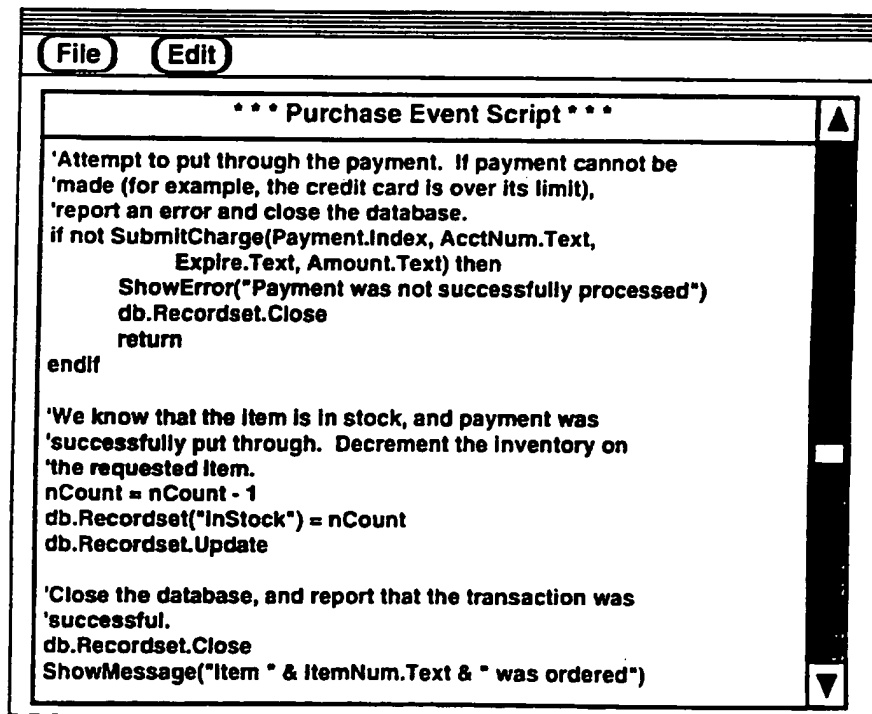 File Edit
* * * Purchase Event Script * * *
'Attempt to put through the payment.  If payment cannot be
'made (for example, the credit card is over its limit),
'report an error and close the database.
if not SubmitCharge(Payment.Index, AcctNum.Text,
Expire.Text, Amount.Text) then
ShowError("Payment was not successfully processed")
db.Recordset.Close
return
endif
'We know that the item is in stock, and payment was
'successfully put through.  Decrement the inventory on
'the requested item.
nCount = nCount - 1
db.Recordset("InStock") = nCount
db.Recordset.Update
'Close the database, and report that the transaction was
'successful.
db.Recordset.Close
ShowMessage("Item " & ItemNum.Text & " was ordered")